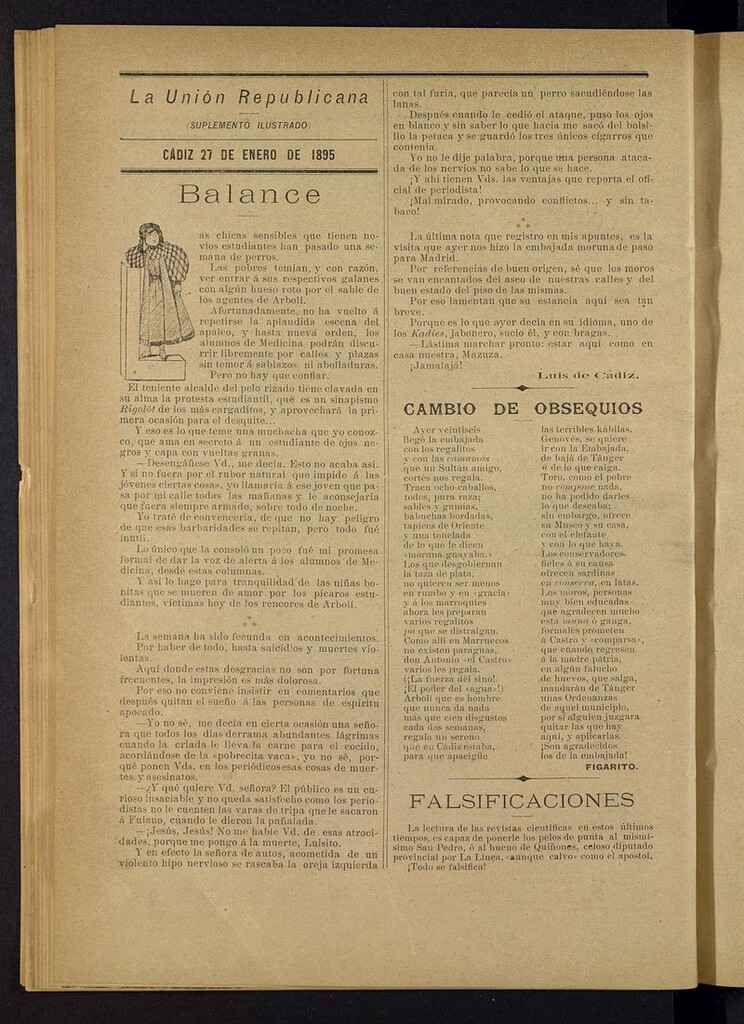 La Unión Republicana
(SUPLEMENTO ILUSTRADO)
CÁDIZ 27 DE ENERO DE 1895
Balance
as chicas sensibles que tienen no-
vios estudiantes han pasado una se-
mana de perros.
Las pobres temían, y con razón,
ver entrar á sus respectivos galanes
con algún hueso roto por el sable de
los agentes de Arbolí.
Afortunadamente, no ha vuelto á
repetirse la aplaudida escena del
apaleo, y hasta nueva orden, los
alumnos de Medicina podrán discu-
rrir libremente por calles y plazas
sin temor á sablazos ni abolladuras.
Pero no hay que confiar.
El teniente alcalde del pelo rizado tiene clavada en
su alma la protesta estudiantil, que es un sinapismo
Rigolót de los más cargaditos, y aprovechará la pri-
mera ocasión para el desquite...
Y eso es lo que teme una muchacha que yo conoz-
co, que ama en secreto á un estudiante de ojos ne-
gros y capa con vueltas granas.
—Desengáñese Vd., me decía. Esto no acaba así.
Y si no fuera por el rubor natural que impide á las
jóvenes ciertas cosas, yo llamaría á ese joven que pa-
sa por mi calle todas las mañanas y le aconsejaría
que fuera siempre armado, sobre todo de noche.
Yo traté de convencerla, de que no hay peligro
de que esas barbaridades se repitan, pero todo fué
inútil.
Lo único que la consoló un poco fué mi promesa
formal de dar la voz de alerta á los alumnos de Me-
dicina, desde estas columnas.
Y así lo hago para tranquilidad de las niñas bo-
nitas que se mueren de amor por los pícaros estu-
diantes, víctimas hoy de los rencores de Arbolí.
La semana ha sido fecunda en acontecimientos.
Por haber de todo, hasta suicidios y muertes vio-
lentas.
Aquí donde estas desgracias no son por fortuna
frecuentes, la impresión es más dolorosa.
Por eso no conviene insistir en comentarios que
después quitan el sueño á las personas de espíritu
apocado.
—Yo no sé, me decía en cierta ocasión una seño-
ra que todos los días derrama abundantes lágrimas
cuando la criada le lleva la carne para el cocido,
acordándose de la «pobrecita vaca», yo no sé, por-
qué ponen Vds. en los periódicos esas cosas de muer-
tes y asesinatos.
—¿Y qué quiere Vd. señora? El público es un cu-
rioso insaciable y no queda satisfecho como los perio-
distas no le cuenten las varas de tripa que le sacaron
á Fulano, cuando le dieron la puñalada.
—¡Jesús, Jesús! No me hable Vd. de esas atroci-
dades, porque me pongo á la muerte, Luisito.
Y en efecto la señora de autos, acometida de un
violento hipo nervioso se rascaba la oreja izquierda
con tal furia, que parecía un perro sacudiéndose las
lanas.
Después cuando le cedió el ataque, puso los ojos
en blanco y sin saber lo que hacía me sacó del bolsi-
llo la petaca y se guardó los tres únicos cigarros que
contenía.
Yo no le dije palabra, porque una persona ataca-
da de los nervios no sabe lo que se hace.
¡Y ahí tienen Vds. las ventajas que reporta el ofi-
cial de periodista!
¡Mal mirado, provocando conflictos... y sin ta-
baco!
La última nota que registro en mis apuntes, es la
visita que ayer nos hizo la embajada moruna de paso
para Madrid.
Por referencias de buen origen, sé que los moros
se van encantados del aseo de nuestras calles y del
buen estado del piso de las mismas.
Por eso lamentan que su estancia aquí sea tan
breve.
Porque es lo que ayer decía en su idioma, uno de
los Kadies, jabonero, sucio él, y con bragas.
—Lástima marchar pronto: estar aquí como en
casa nuestra, Mazuza.
¡Jamalajá!
Luis de Cádiz.
CAMBIO DE OBSEQUIOS
Ayer veintiseis
llegó la embajada
con los regalitos
y con las camamas
que un Sultán amigo,
cortés nos regala.
Traen ocho caballos,
todos, pura raza;
sables y gumias,
babuchas bordadas,
tapices de Oriente
y una tonelada
de lo que le dicen
«moruna guayaba.»
Los que desgobiernan
la taza de plata,
no quieren ser menos
en rumbo y en «gracia»
y á los marroquíes
ahora les preparan
varios regalitos
pa que se distraigan.
Como allí en Marruecos
no existen paraguas,
don Antonio «el Castro»
varios les regala.
(¡La fuerza del sino!
¡El poder del «agua»!)
Arbolí que es hombre
que nunca da nada
más que cien disgustos
cada dos semanas,
regala un sereno
que en Cádiz estaba,
para que apacigüe
las terribles kábilas.
Genovés, se quiere
ir con la Embajada,
de bajá de Tánger
ó de lo que caiga.
Toro, como el pobre
no compone nada,
no ha podido darles
lo que deseaba;
sin embargo, ofrece
su Museo y su casa,
con el elefante
y con lo que haya.
Los conservadores
fieles á su causa
ofrecen sardinas
en conserva, en latas.
Los moros, personas
muy bien educadas
que agradecen mucho
esta muna ó ganga,
formales prometen
á Castro y «comparsa»,
que cuando regresen
á la madre pátria,
en algún falucho
de huevos, que salga,
mandarán de Tánger
unas Ordenanzas
de aquel municipio,
por si alguien juzgara
quitar las que hay
aquí, y aplicarlas.
¡Son agradecidos
los de la embajada!
FIGARITO.
FALSIFICACIONES
La lectura de las revistas científicas en estos últimos
tiempos, es capaz de ponerle los pelos de punta al mismí-
simo San Pedro, ó al bueno de Quiñones, celoso diputado
provincial por La Línea, «aunque calvo» como el apostol.
¡Todo se falsifica!